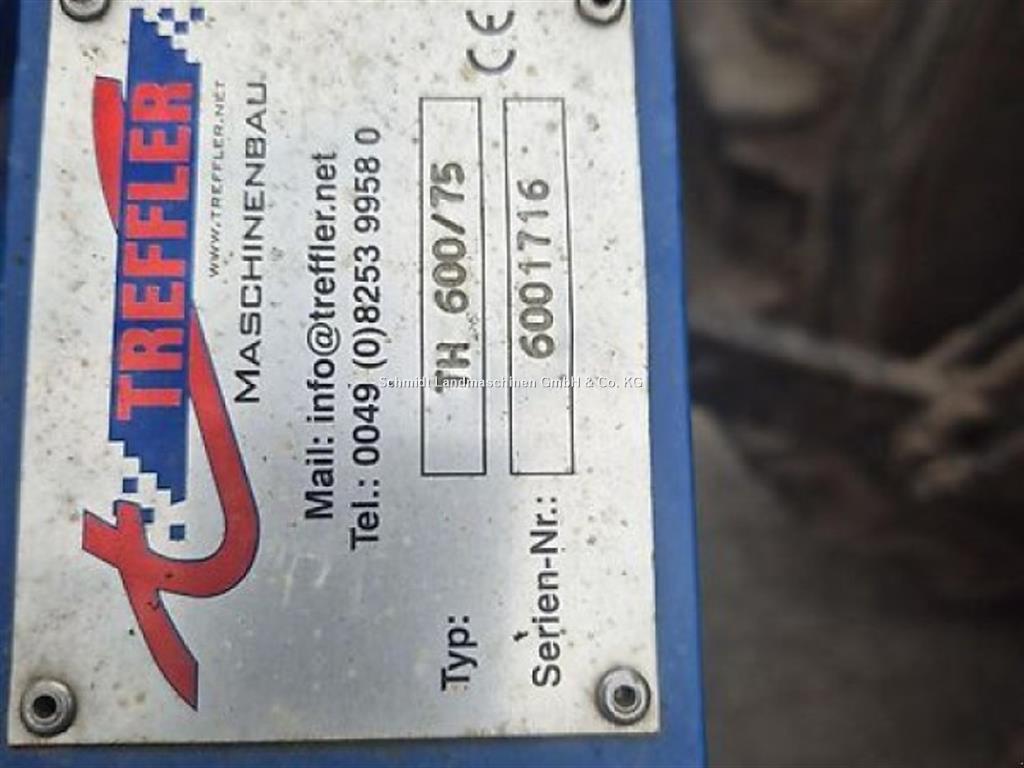 TREFFLER
WWW.TREFFLER.NET
MASCHINENBAU
Mail: info@treffler.net
Tel.: 0049 (0)8253 9958 0
Typ: TH 600/75
Serien-Nr.: 6001716 CE
Schmidt Landmaschinen GmbH & Co. KG